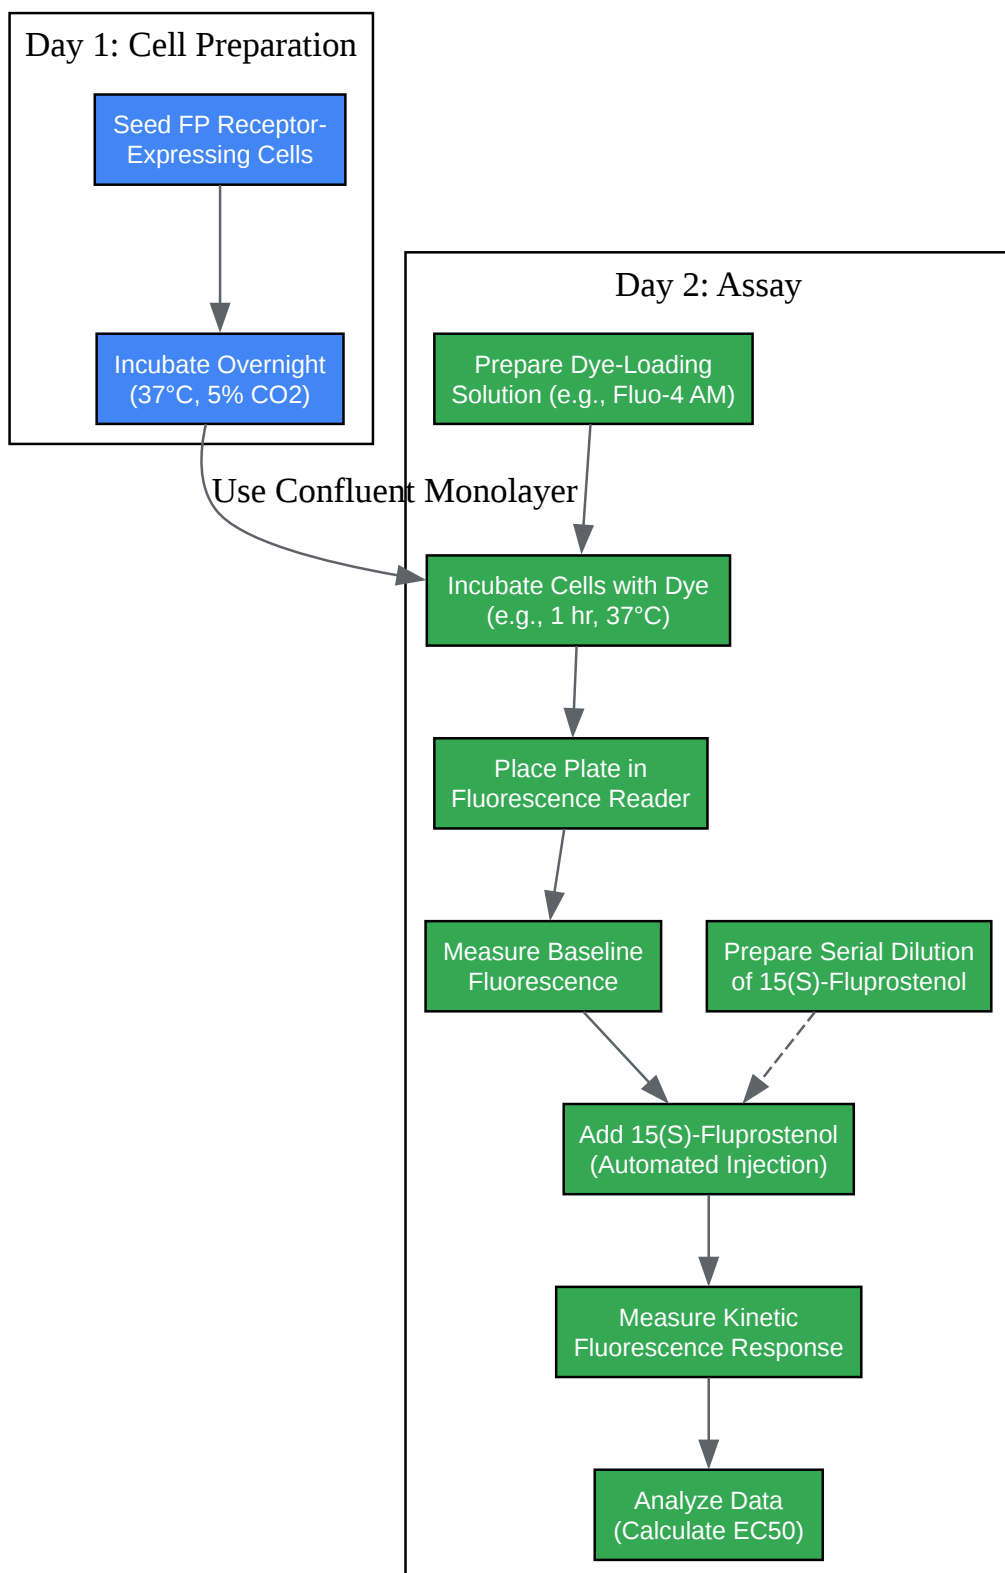 Day 1: Cell Preparation
Seed FP Receptor-
Expressing Cells
Incubate Overnight
(37°C, 5% CO2)
Use Confluent Monolayer
Day 2: Assay
Prepare Dye-Loading
Solution (e.g., Fluo-4 AM)
Incubate Cells with Dye
(e.g., 1 hr, 37°C)
Place Plate in
Fluorescence Reader
Measure Baseline
Fluorescence
Prepare Serial Dilution
of 15(S)-Fluprostenol
Add 15(S)-Fluprostenol
(Automated Injection)
Measure Kinetic
Fluorescence Response
Analyze Data
(Calculate EC50)